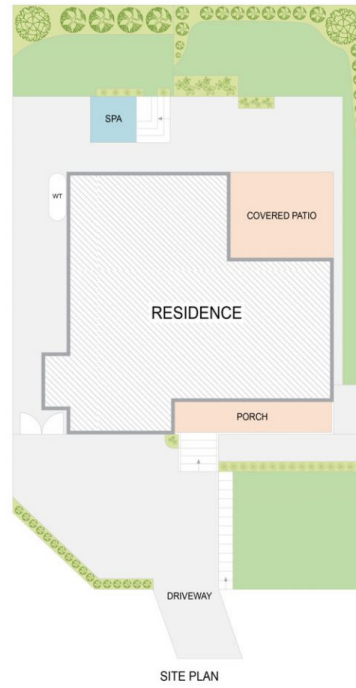 SPA
WT
COVERED PATIO
RESIDENCE
PORCH
DRIVEWAY
SITE PLAN